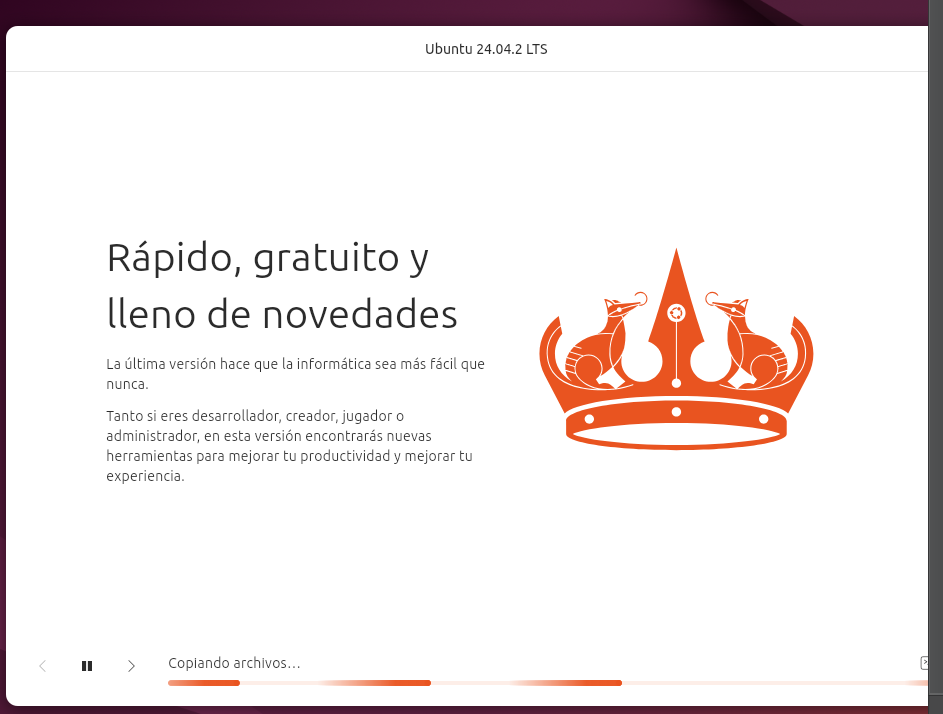 Ubuntu 24.04.2 LTS
Rápido, gratuito y
lleno de novedades
La última versión hace que la informática sea más fácil que
nunca.
Tanto si eres desarrollador, creador, jugador o
administrador, en esta versión encontrarás nuevas
herramientas para mejorar tu productividad y mejorar tu
experiencia.
Copiando archivos...